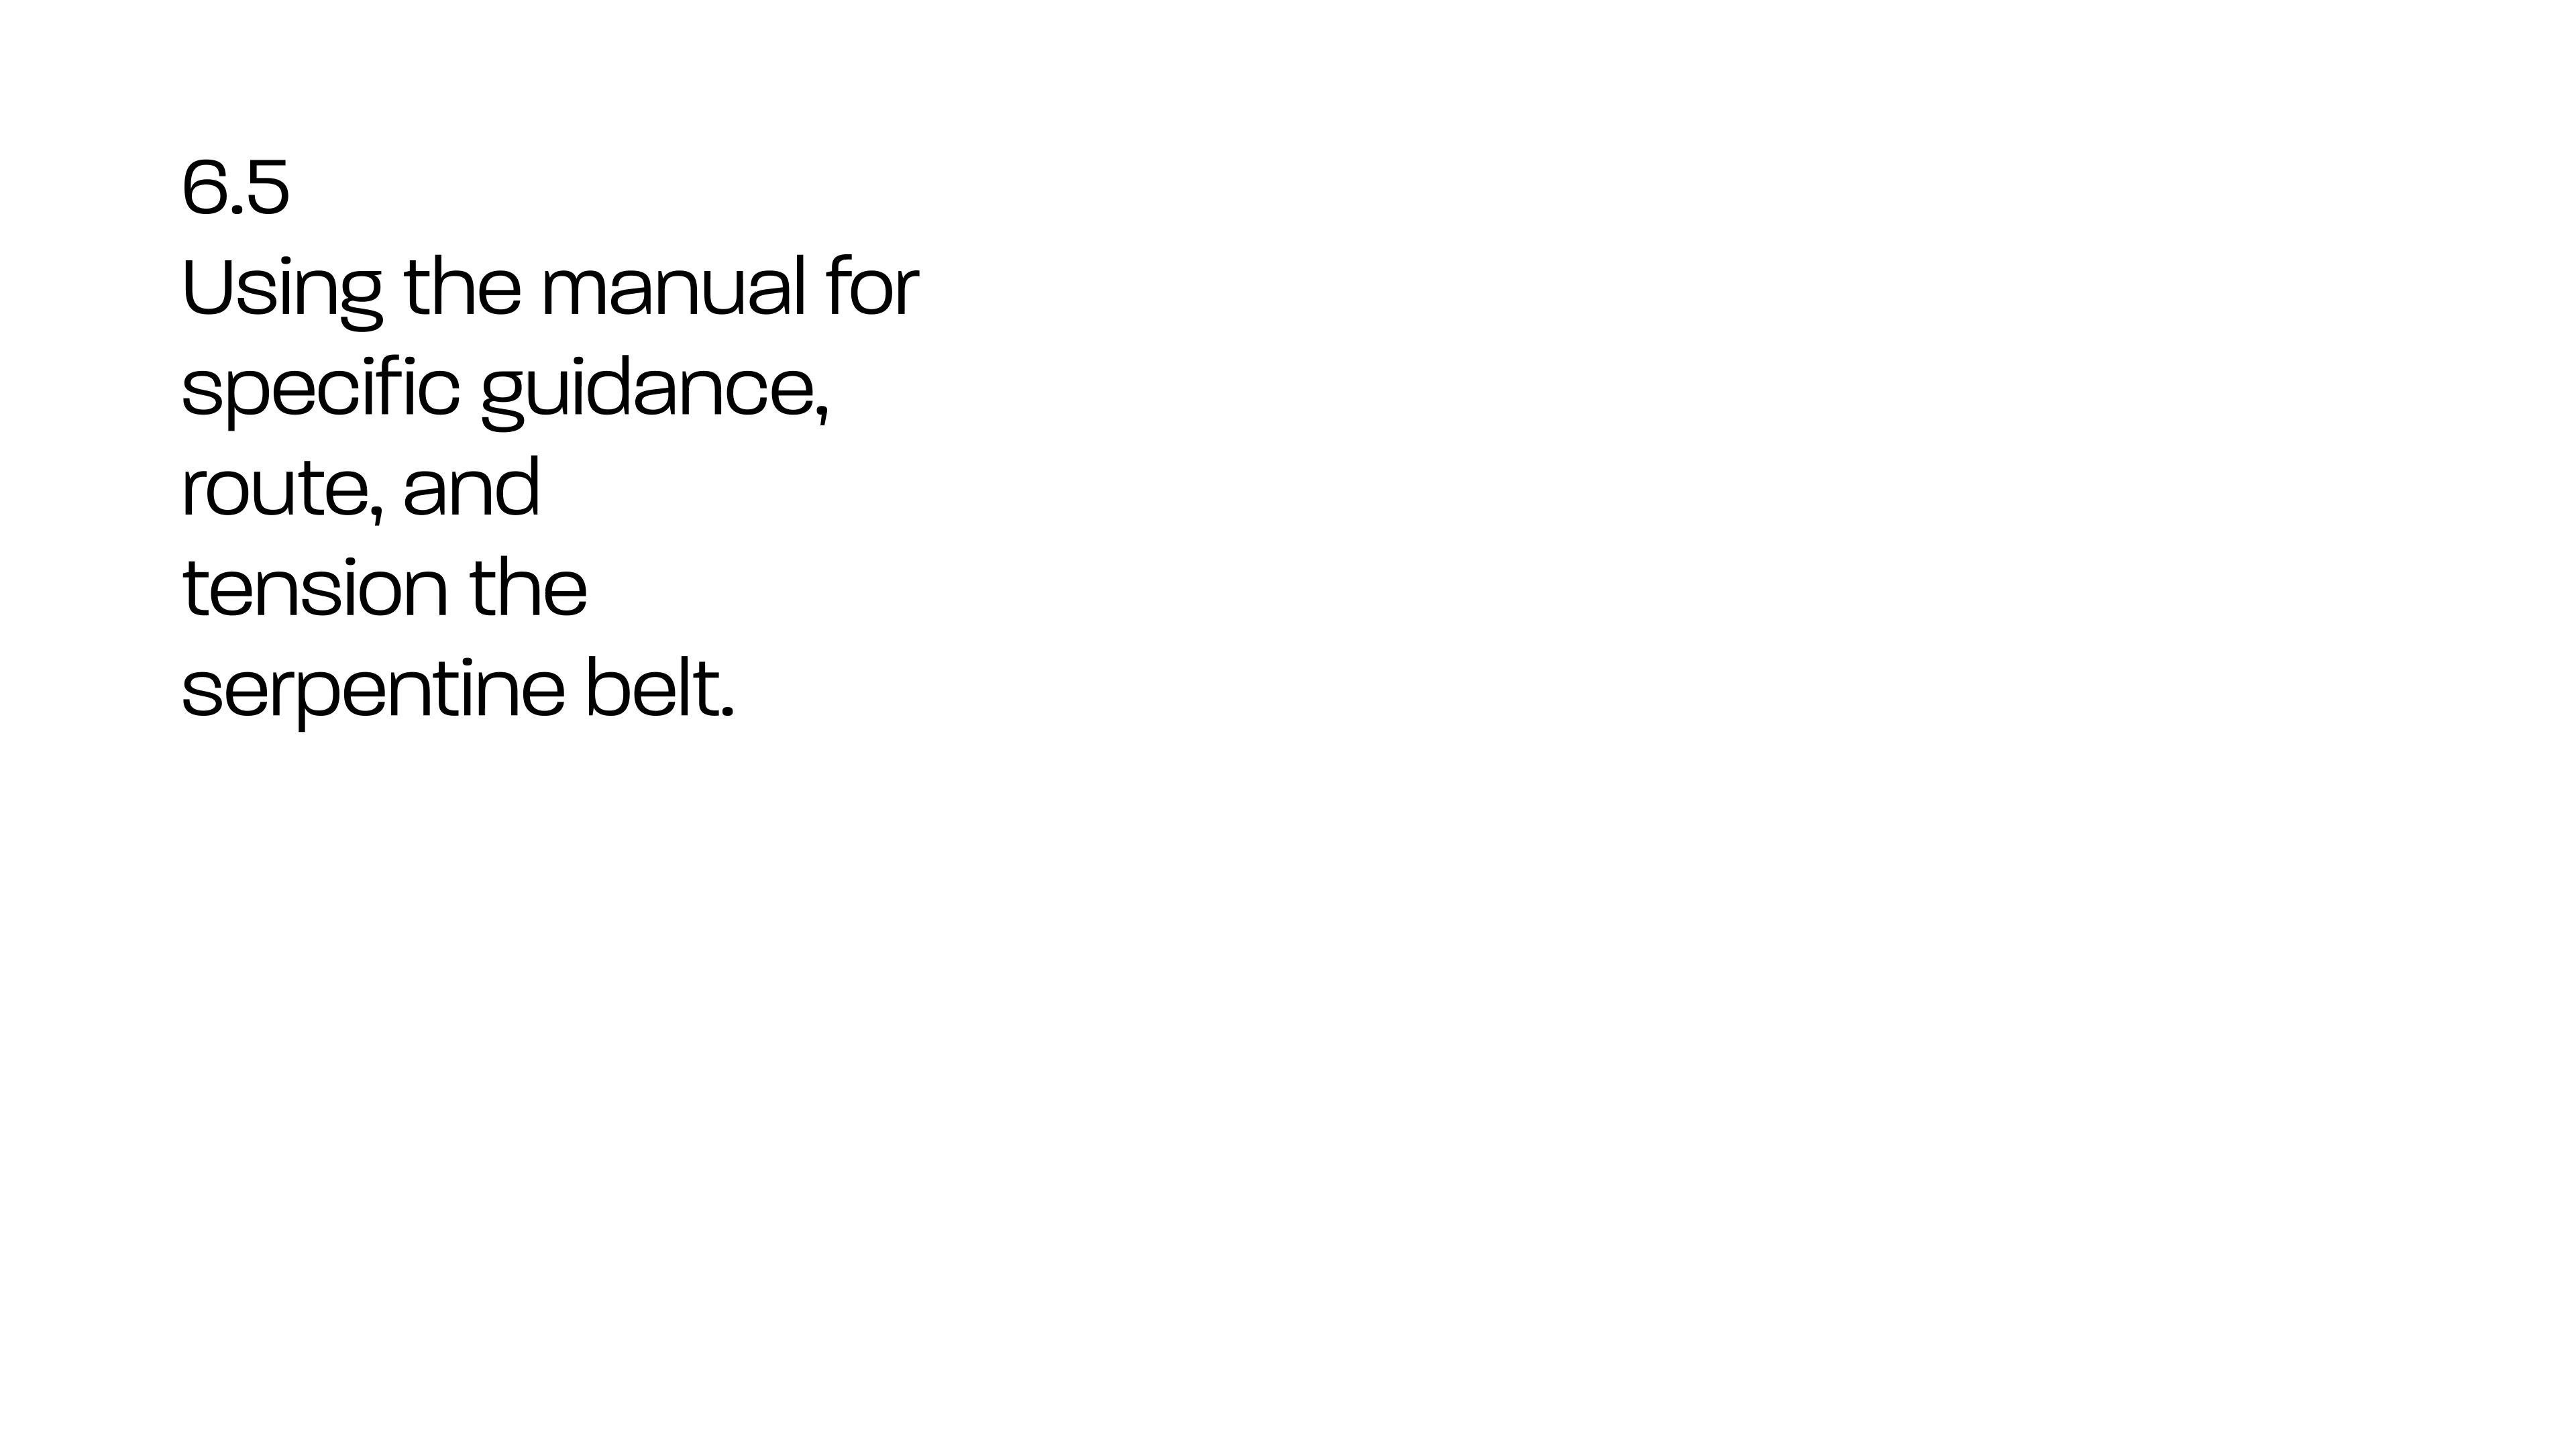 6.5
Using the manual for
specific guidance,
route, and
tension the
serpentine belt.